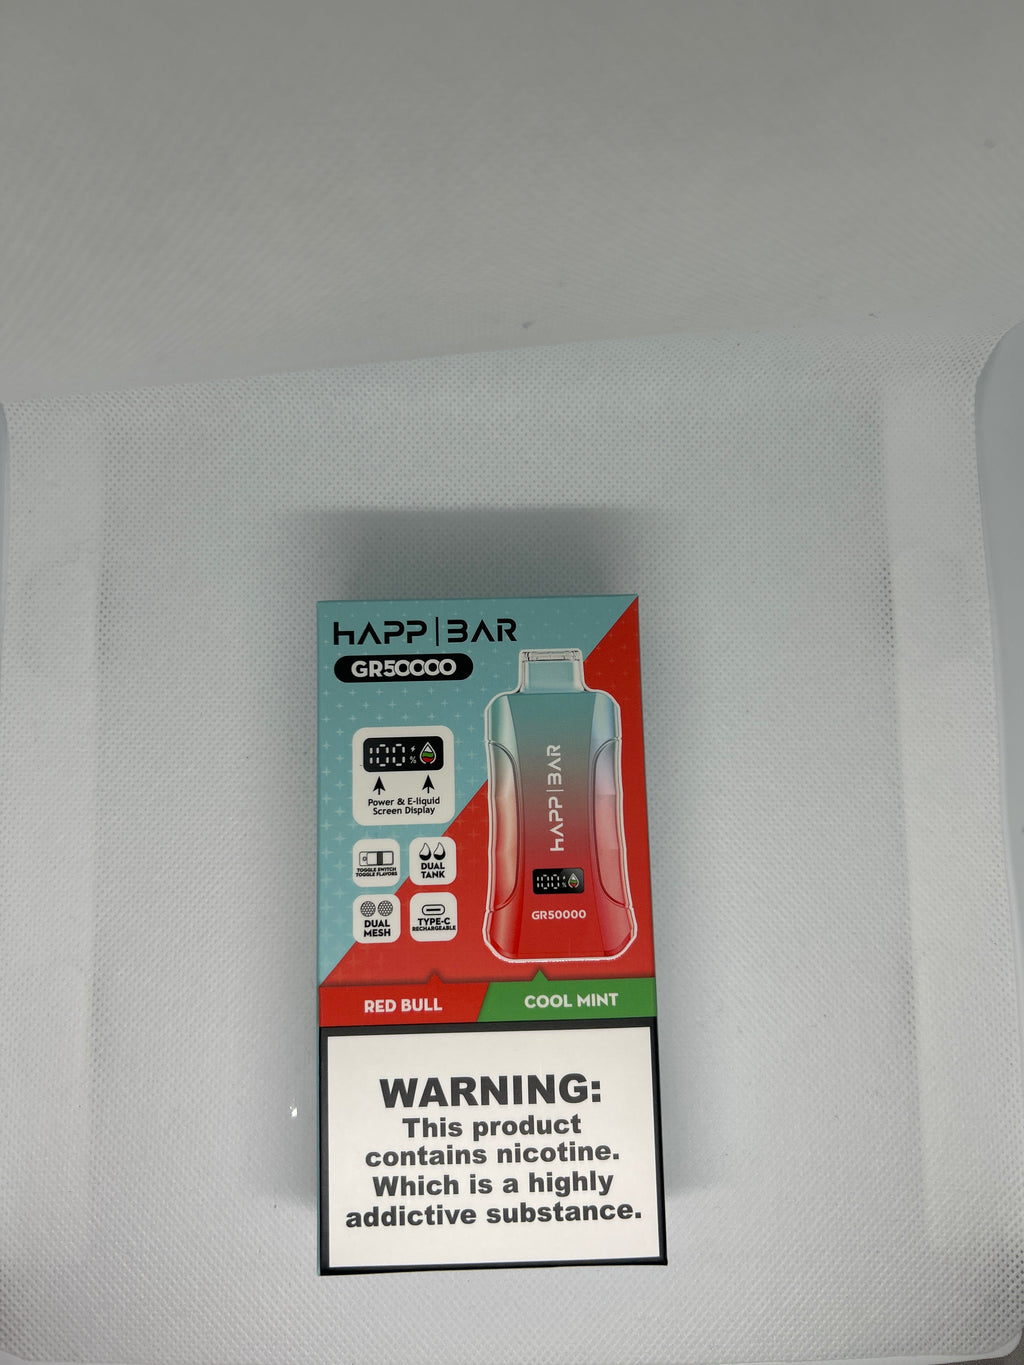 HAPP|BAR
GR50000
100%
Power & E-liquid
Screen Display
TOGGLE SWITCH
TOGGLE FLAVORS
DUAL
TANK
DUAL
MESH
TYPE-C
RECHARGEABLE
HAPP|BAR
100%
GR50000
RED BULL
COOL MINT
WARNING:
This product
contains nicotine.
Which is a highly
addictive substance.